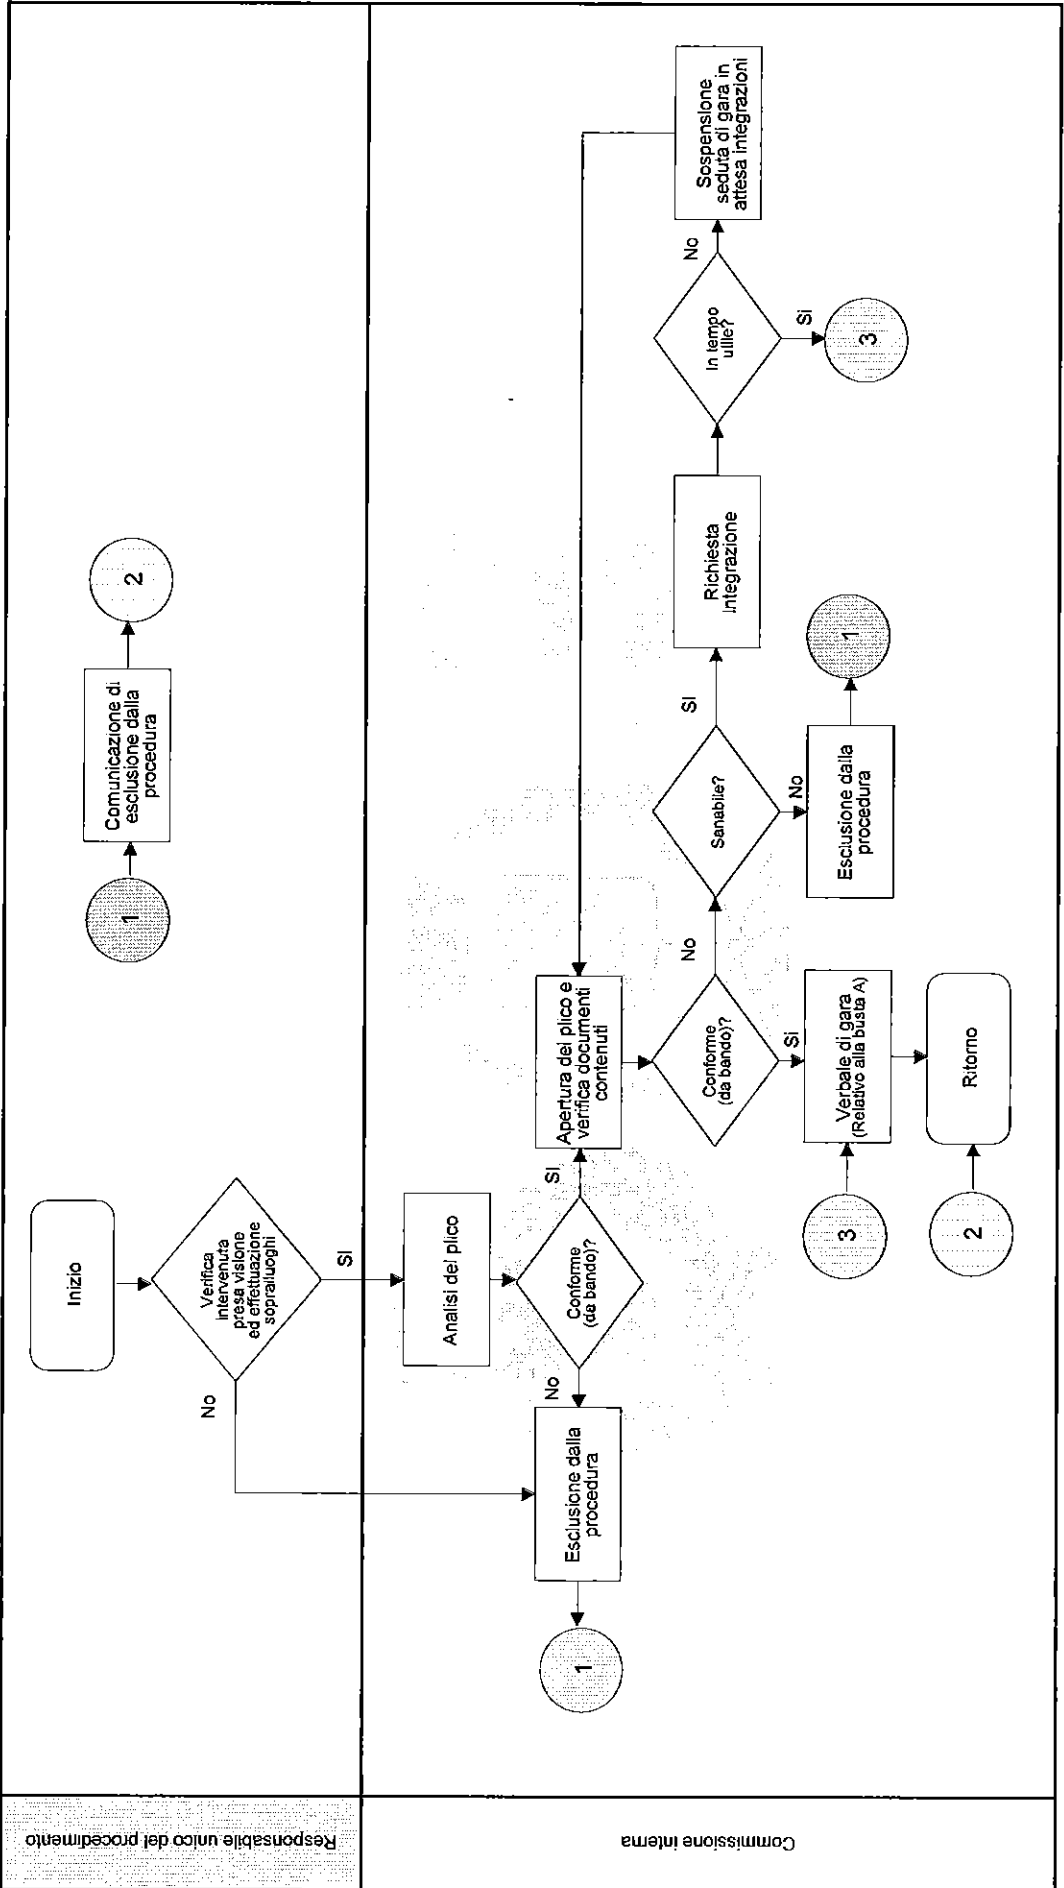 Responsabile unico del procedimento
Inizio
Verifica
intervenuta
presa visione
ed effettuazione
sopralluoghi
No
SI
1
Comunicazione di
esclusione dalla
procedura
2
Commissione interna
Analisi del plico
Conforme
(da bando)?
No
SI
Esclusione dalla
procedura
1
Apertura del plico e
verifica documenti
contenuti
Conforme
(da bando)?
No
Si
Sanabile?
SI
No
Richiesta
Integrazione
In tempo
utile?
No
Si
Sospensione
seduta di gara in
attesa integrazioni
3
Esclusione dalla
procedura
1
3
Verbale di gara
(Relativo alla busta A)
2
Ritorno